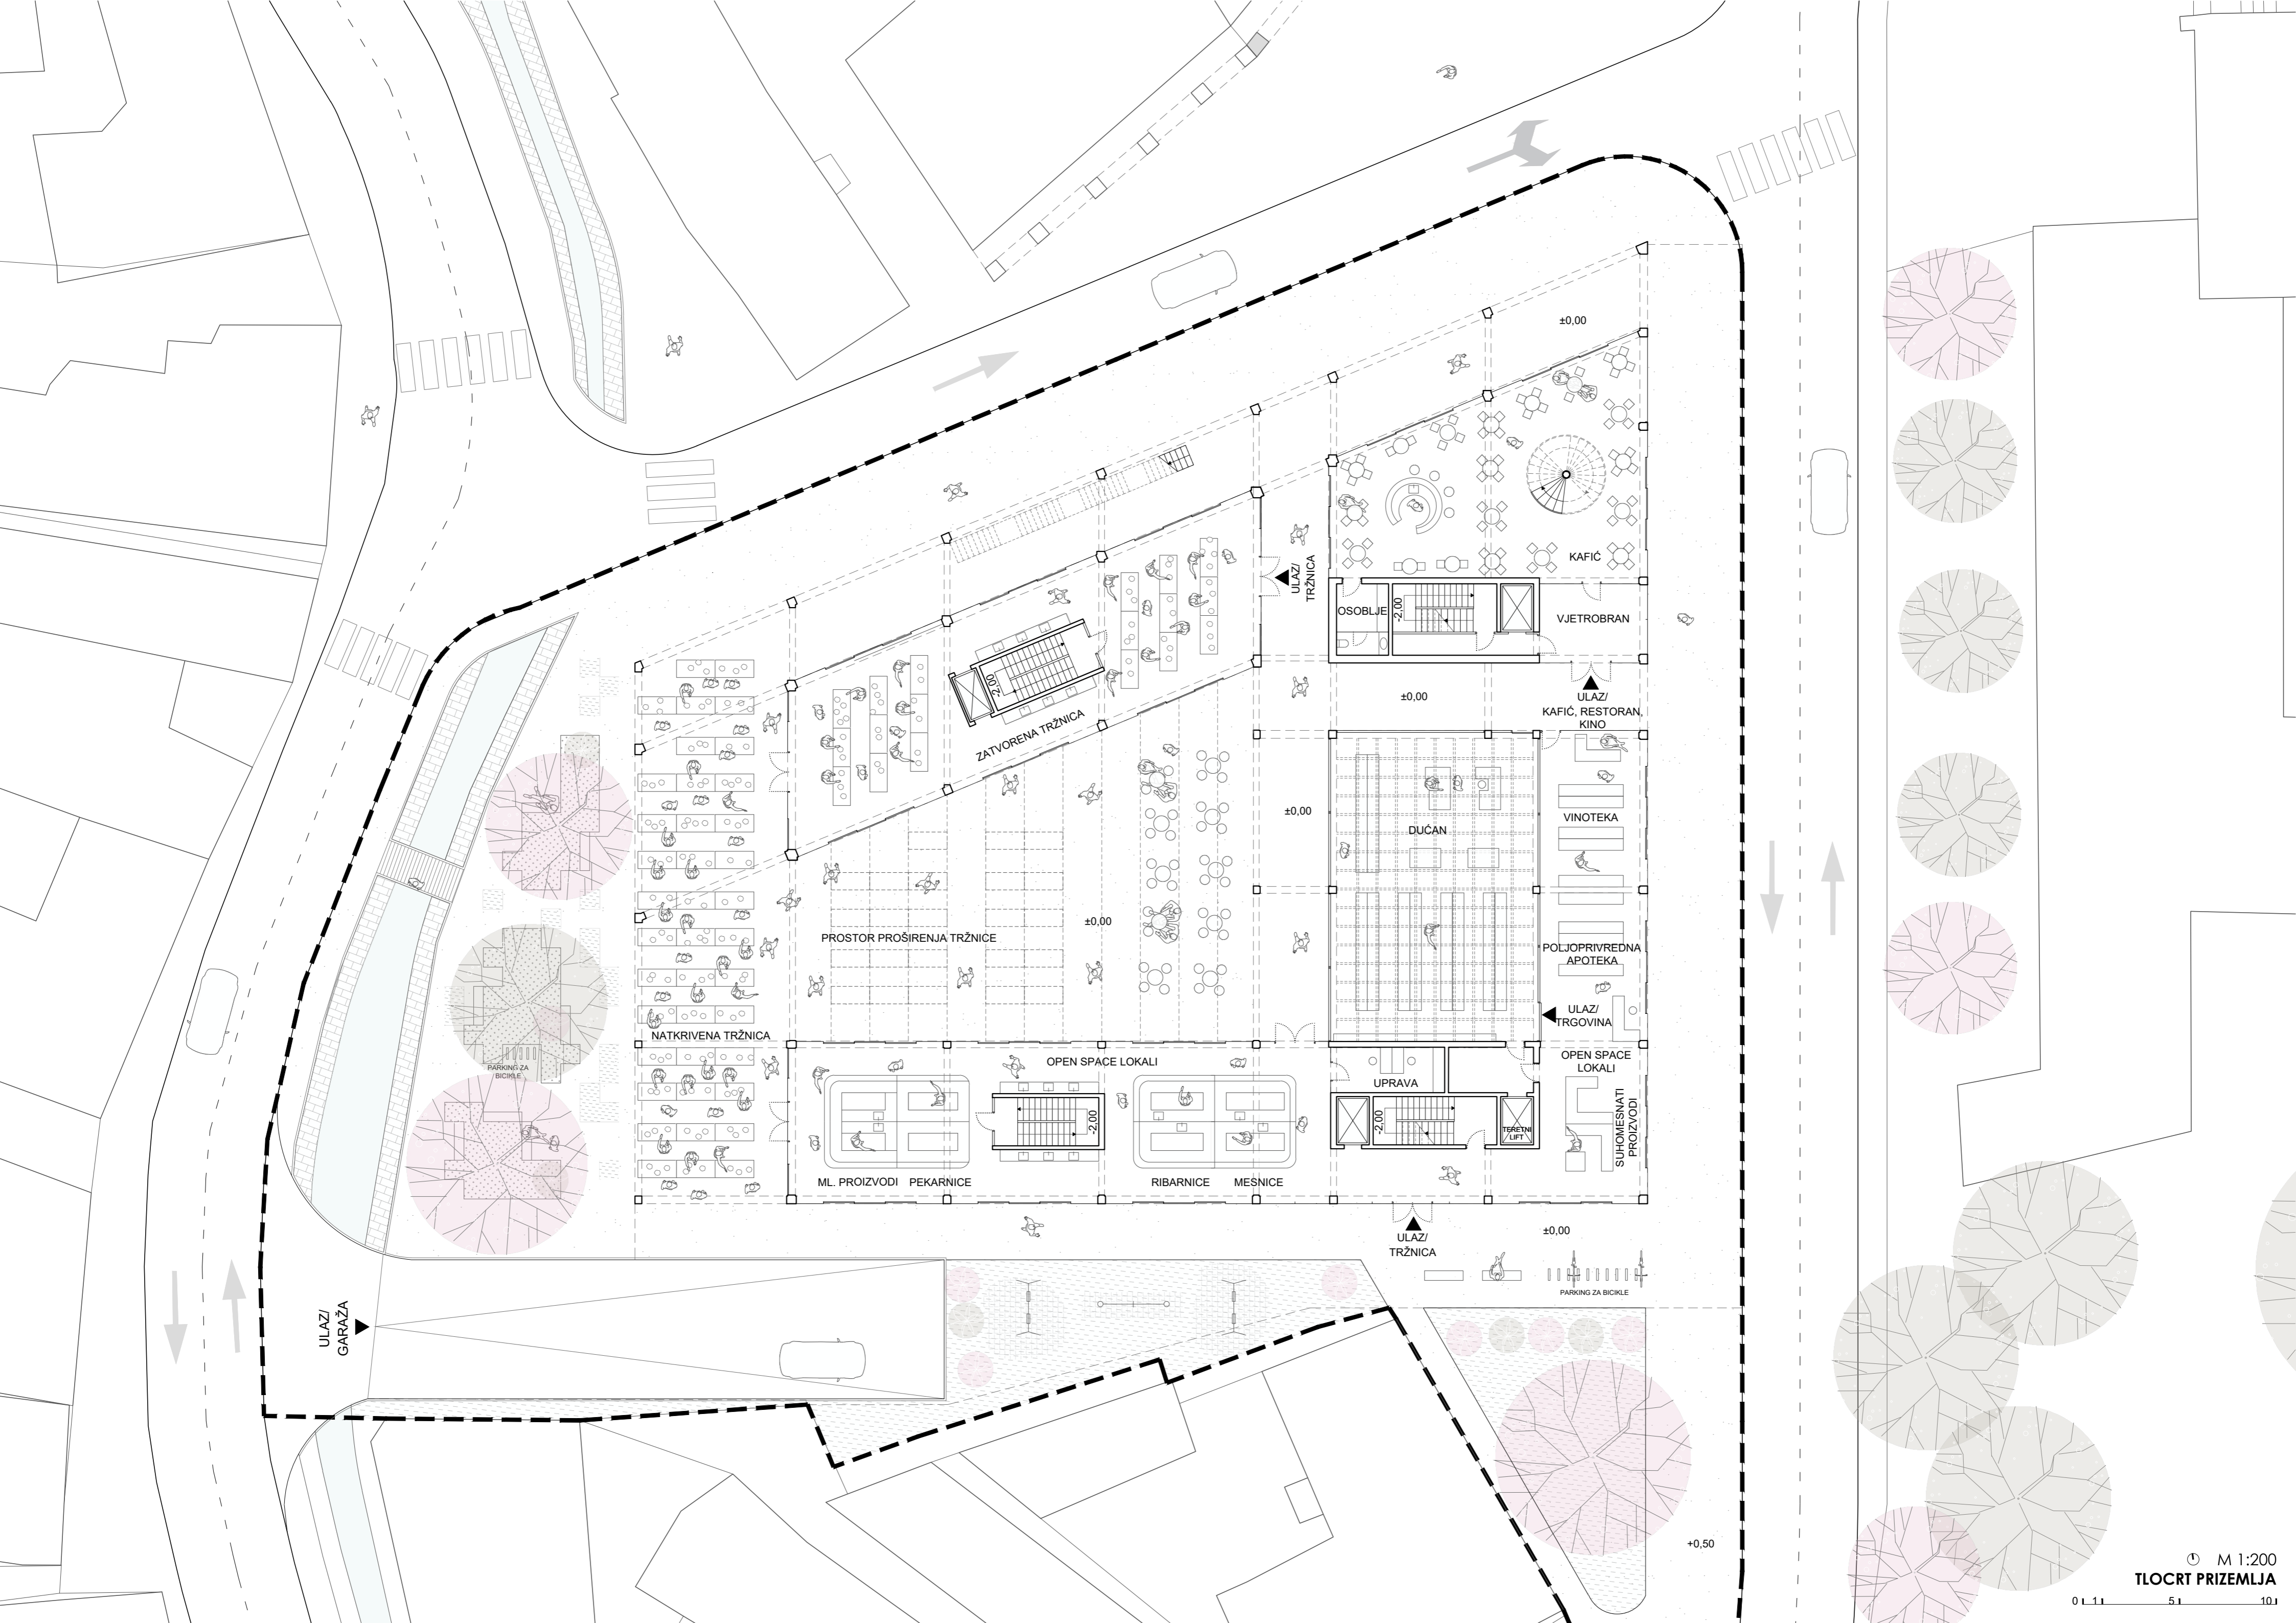 ±0,00
KAFIĆ
ULAZ/
TRŽNICA
OSOBLJE
-2,00
VJETROBRAN
±0,00
ULAZ/
KAFIĆ, RESTORAN,
KINO
-2,00
ZATVORENA TRŽNICA
±0,00
DUĆAN
VINOTEKA
±0,00
PROSTOR PROŠIRENJA TRŽNICE
POLJOPRIVREDNA
APOTEKA
ULAZ/
TRGOVINA
NATKRIVENA TRŽNICA
OPEN SPACE LOKALI
OPEN SPACE
LOKALI
PARKING ZA
BICIKLE
UPRAVA
-2,00
-2,00
TERETNI
LIFT
SUHOMESNATI
PROIZVODI
ML. PROIZVODI
PEKARNICE
RIBARNICE
MESNICE
±0,00
ULAZ/
TRŽNICA
PARKING ZA BICIKLE
ULAZ/
GARAŽA
+0,50
M 1:200
TLOCRT PRIZEMLJA
0 1 5 10